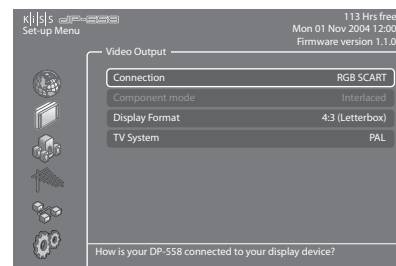 KiSS DP-558
113 Hrs free
Set-up Menu
Mon 01 Nov 2004 12:00
Firmware version 1.1.0
Video Output
Connection RGB SCART
Component mode Interlaced
Display Format 4:3 (Letterbox)
TV System PAL
How is your DP-558 connected to your display device?